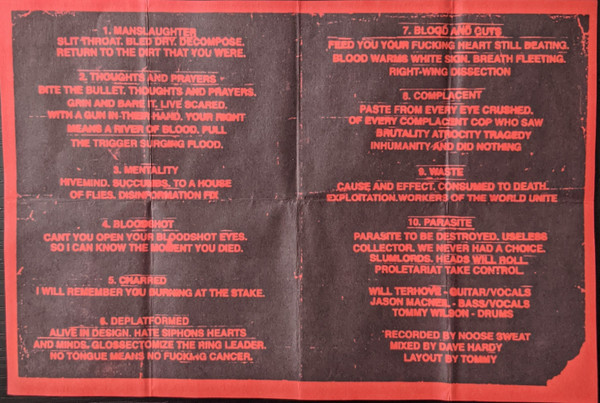 1. MANSLAUGHTER
SLIT THROAT. BLED DRY. DECOMPOSE.
RETURN TO THE DIRT THAT YOU WERE.
2. THOUGHTS AND PRAYERS
BITE THE BULLET. THOUGHTS AND PRAYERS.
GRIN AND BARE IT. LIVE SCARED.
WITH A GUN IN THEIR HAND. YOUR RIGHT
MEANS A RIVER OF BLOOD. PULL
THE TRIGGER SURGING FLOOD.
3. MENTALITY
HIVEMIND. SUCCUMBS. TO A HOUSE
OF FLIES. DISINFORMATION FIX
4. BLOODSHOT
CANT YOU OPEN YOUR BLOODSHOT EYES.
SO I CAN KNOW THE MOMENT YOU DIED.
5. CHARRED
I WILL REMEMBER YOU BURNING AT THE STAKE.
6. DEPLATFORMED
ALIVE IN DESIGN. HATE SIPHONS HEARTS
AND MINDS. GLOSSECTOMIZE THE RING LEADER.
NO TONGUE MEANS NO FUCKING CANCER.
7. BLOOD AND GUTS
FEED YOU YOUR FUCKING HEART STILL BEATING.
BLOOD WARMS WHITE SKIN. BREATH FLEETING.
RIGHT-WING DISSECTION
8. COMPLACENT
PASTE FROM EVERY EYE CRUSHED.
OF EVERY COMPLACENT COP WHO SAW
BRUTALITY ATROCITY TRAGEDY
INHUMANITY AND DID NOTHING
9. WASTE
CAUSE AND EFFECT. CONSUMED TO DEATH.
EXPLOITATION.WORKERS OF THE WORLD UNITE
10. PARASITE
PARASITE TO BE DESTROYED. USELESS
COLLECTOR. WE NEVER HAD A CHOICE.
SLUMLORDS. HEADS WILL ROLL.
PROLETARIAT TAKE CONTROL.
WILL TERHOVE - GUITAR/VOCALS
JASON MACNEIL - BASS/VOCALS
TOMMY WILSON - DRUMS
RECORDED BY NOOSE SWEAT
MIXED BY DAVE HARDY
LAYOUT BY TOMMY